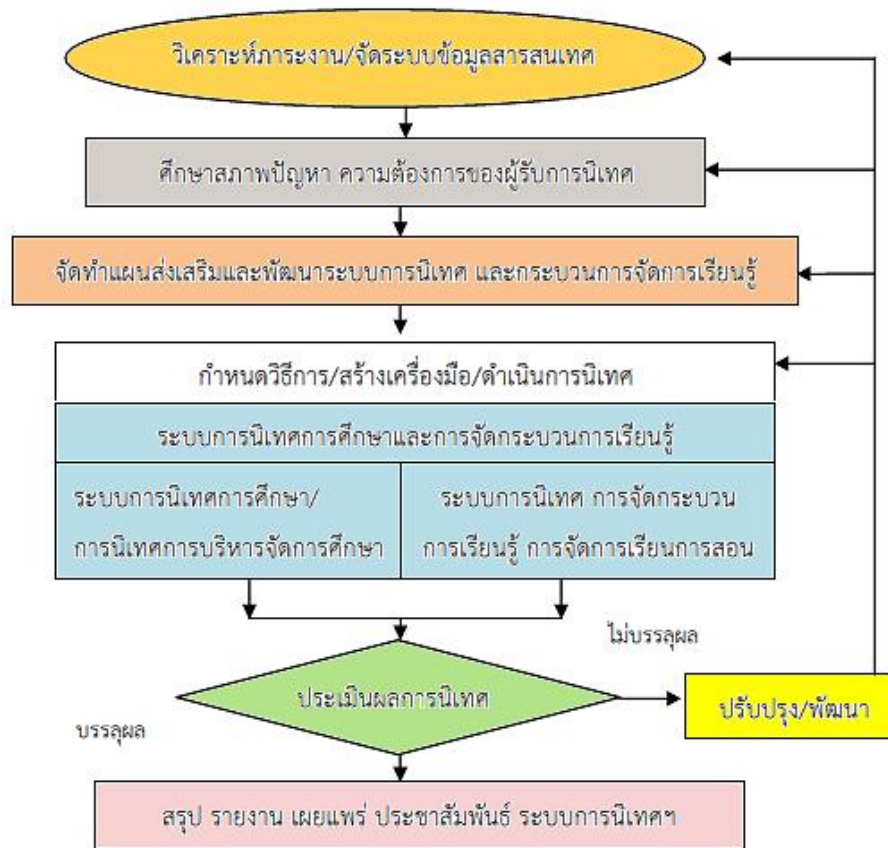 วิเคราะห์ภาระงาน/จัดระบบข้อมูลสารสนเทศ
ศึกษาสภาพปัญหา ความต้องการของผู้รับการนิเทศ
จัดทำแผนส่งเสริมและพัฒนาระบบการนิเทศ และกระบวนการจัดการเรียนรู้
กำหนดวิธีการ/สร้างเครื่องมือ/ดำเนินการนิเทศ
ระบบการนิเทศการศึกษาและการจัดกระบวนการเรียนรู้
ระบบการนิเทศการศึกษา/
การนิเทศการบริหารจัดการศึกษา
ระบบการนิเทศ การจัดกระบวน
การเรียนรู้ การจัดการเรียนการสอน
ไม่บรรลุผล
ประเมินผลการนิเทศ
ปรับปรุง/พัฒนา
บรรลุผล
สรุป รายงาน เผยแพร่ ประชาสัมพันธ์ ระบบการนิเทศฯ